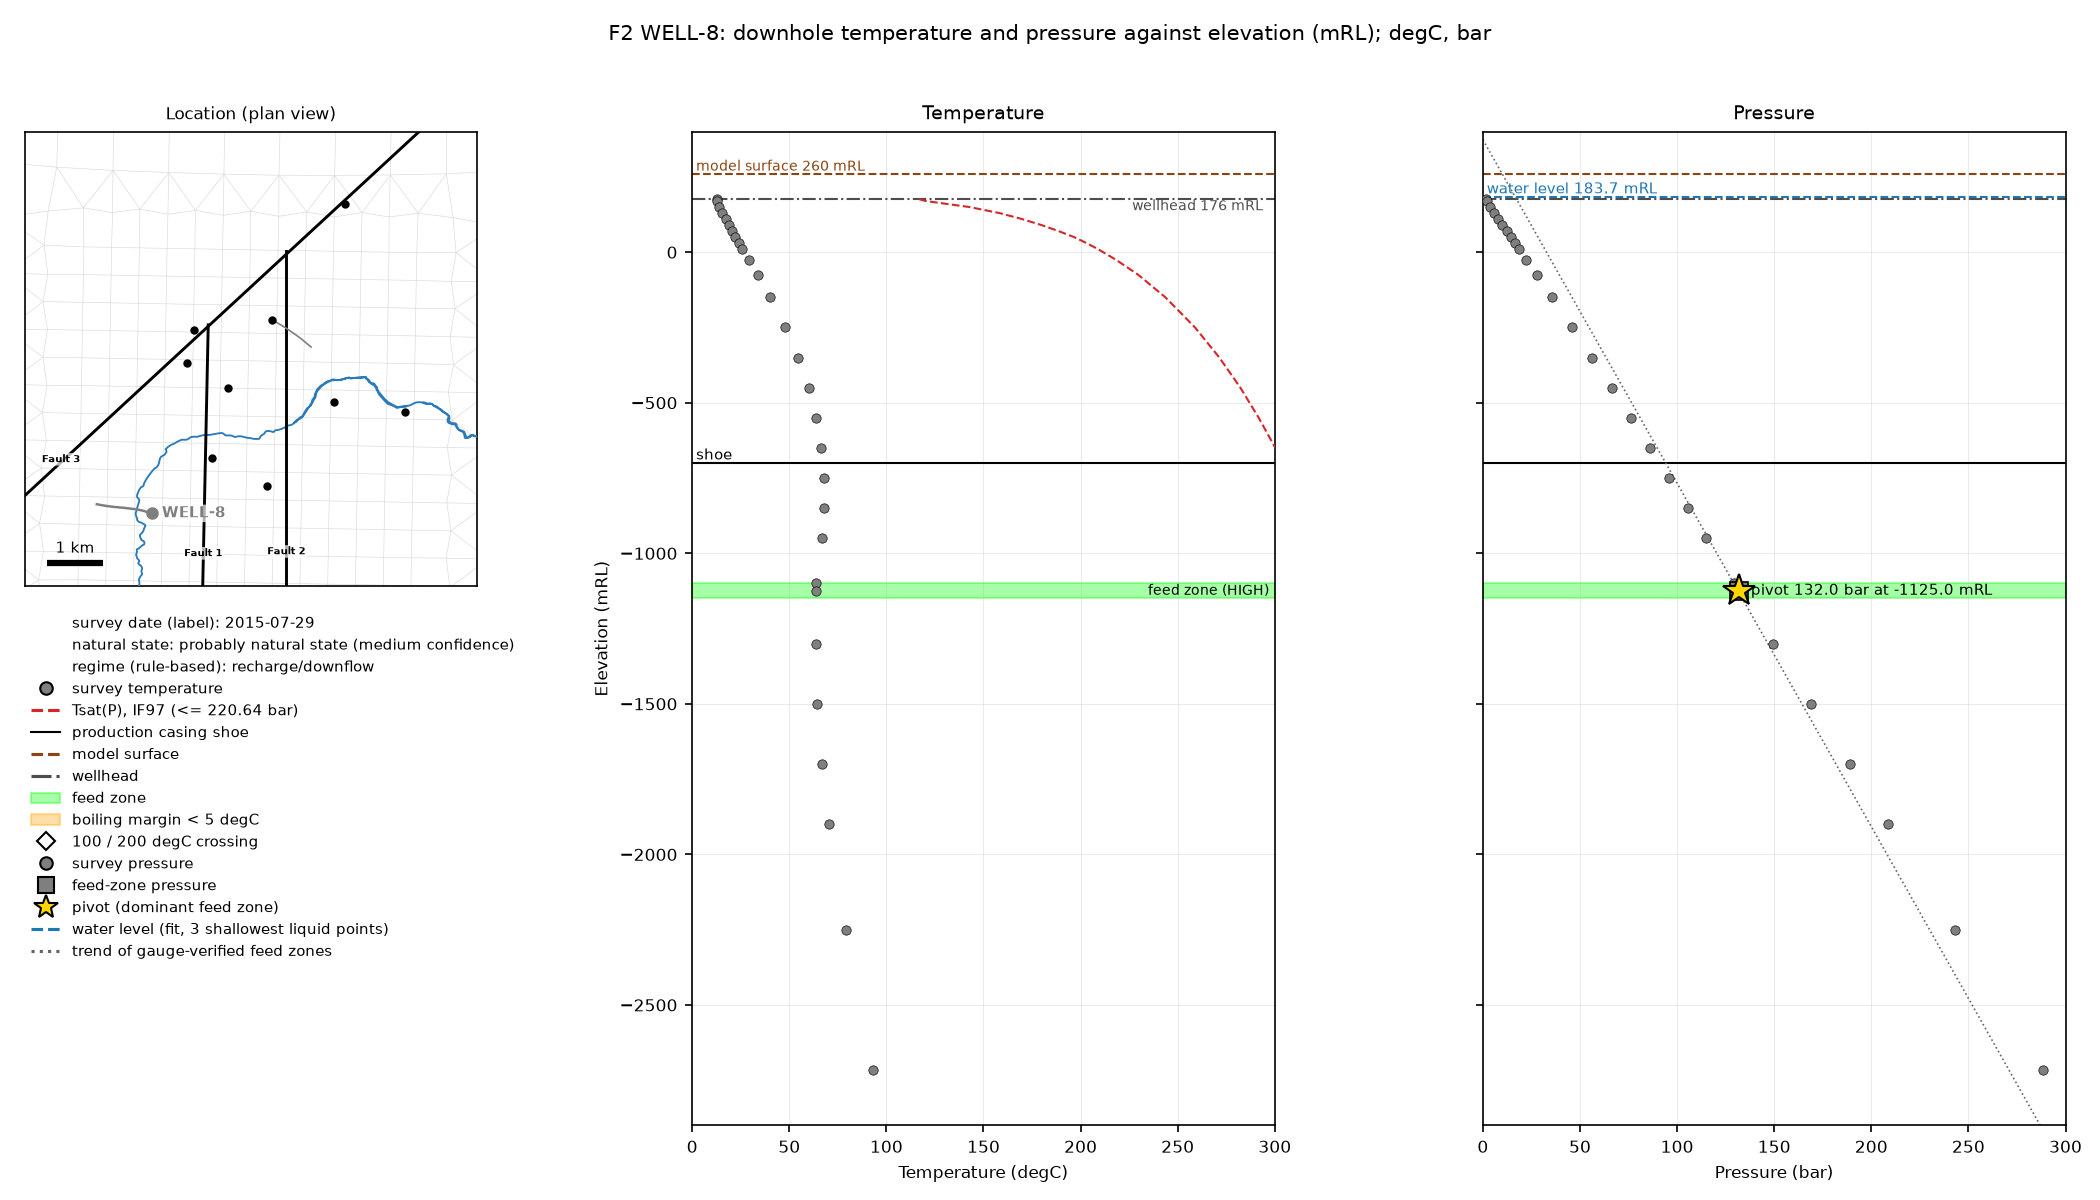 F2 WELL-8: downhole temperature and pressure against elevation (mRL); degC, bar
Location (plan view)
Fault 3
WELL-8
1 km
Fault 1
Fault 2
survey date (label): 2015-07-29
natural state: probably natural state (medium confidence)
regime (rule-based): recharge/downflow
survey temperature
Tsat(P), IF97 (<= 220.64 bar)
production casing shoe
model surface
wellhead
feed zone
boiling margin < 5 degC
100 / 200 degC crossing
survey pressure
feed-zone pressure
pivot (dominant feed zone)
water level (fit, 3 shallowest liquid points)
trend of gauge-verified feed zones
Temperature
model surface 260 mRL
wellhead 176 mRL
shoe
feed zone (HIGH)
Elevation (mRL)
0
−500
−1000
−1500
−2000
−2500
0 50 100 150 200 250 300
Temperature (degC)
Pressure
water level 183.7 mRL
pivot 132.0 bar at -1125.0 mRL
0 50 100 150 200 250 300
Pressure (bar)